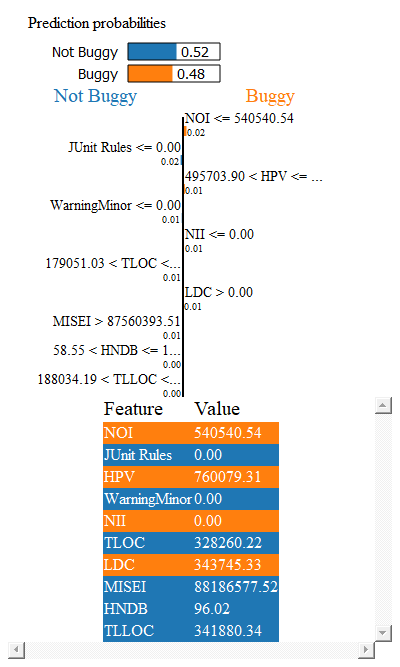 Prediction probabilities
Not Buggy 0.52
Buggy 0.48
Not Buggy Buggy
NOI <= 540540.54
0.02
JUnit Rules <= 0.00
0.02
495703.90 < HPV <= ...
0.01
WarningMinor <= 0.00
0.01
NII <= 0.00
0.01
179051.03 < TLOC <...
0.01
LDC > 0.00
0.01
MISEI > 87560393.51
0.01
58.55 < HNDB <= 1...
0.00
188034.19 < TLLOC <...
0.00
Feature Value
NOI 540540.54
JUnit Rules 0.00
HPV 760079.31
WarningMinor 0.00
NII 0.00
TLOC 328260.22
LDC 343745.33
MISEI 88186577.52
HNDB 96.02
TLLOC 341880.34